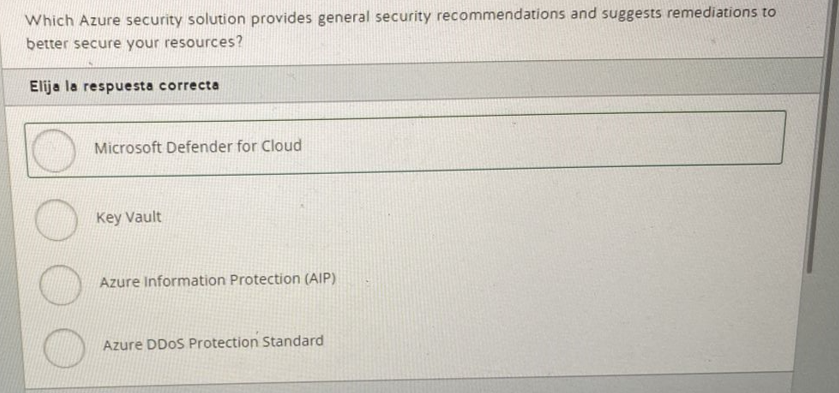 Which Azure security solution provides general security recommendations and suggests remediations to
better secure your resources?
Elija la respuesta correcta
Microsoft Defender for Cloud
Key Vault
Azure Information Protection (AIP)
Azure DDoS Protection Standard